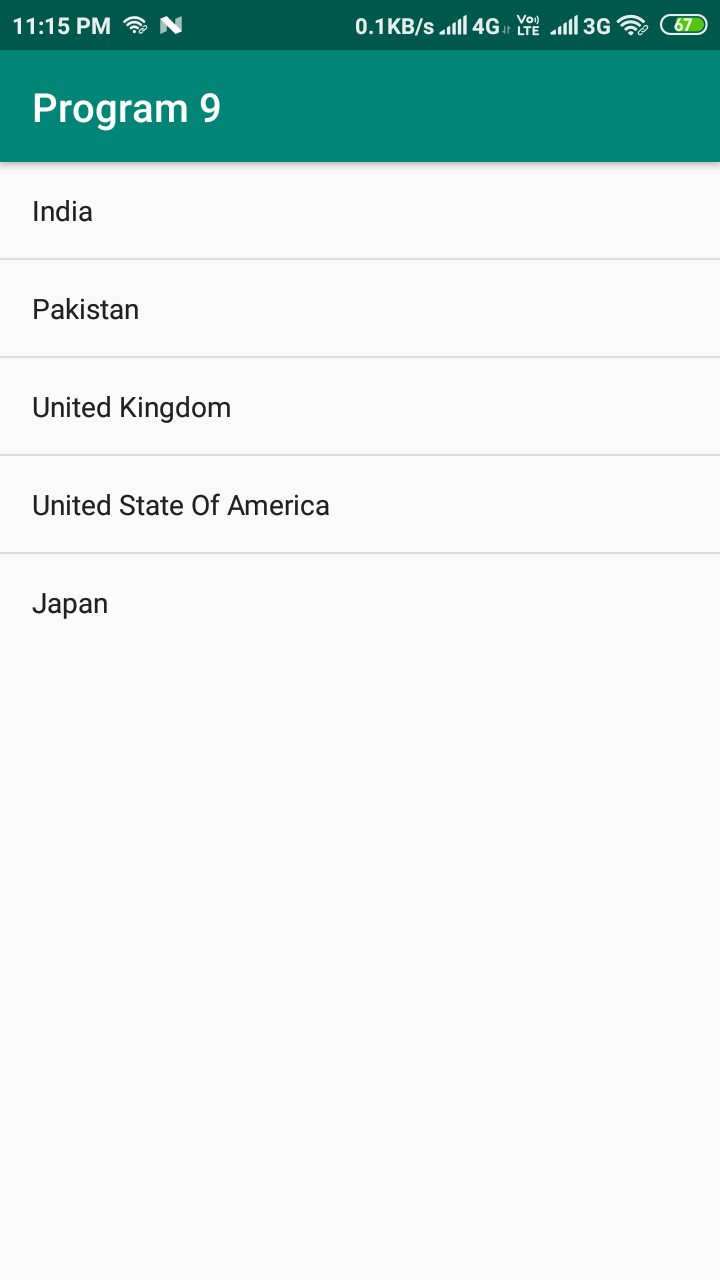 11:15 PM 0.1KB/s 4G Vo) LTE 3G 67
Program 9
India
Pakistan
United Kingdom
United State Of America
Japan